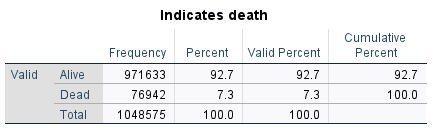 Indicates death
Frequency Percent Valid Percent Cumulative Percent
Valid Alive 971633 92.7 92.7 92.7
Dead 76942 7.3 7.3 100.0
Total 1048575 100.0 100.0